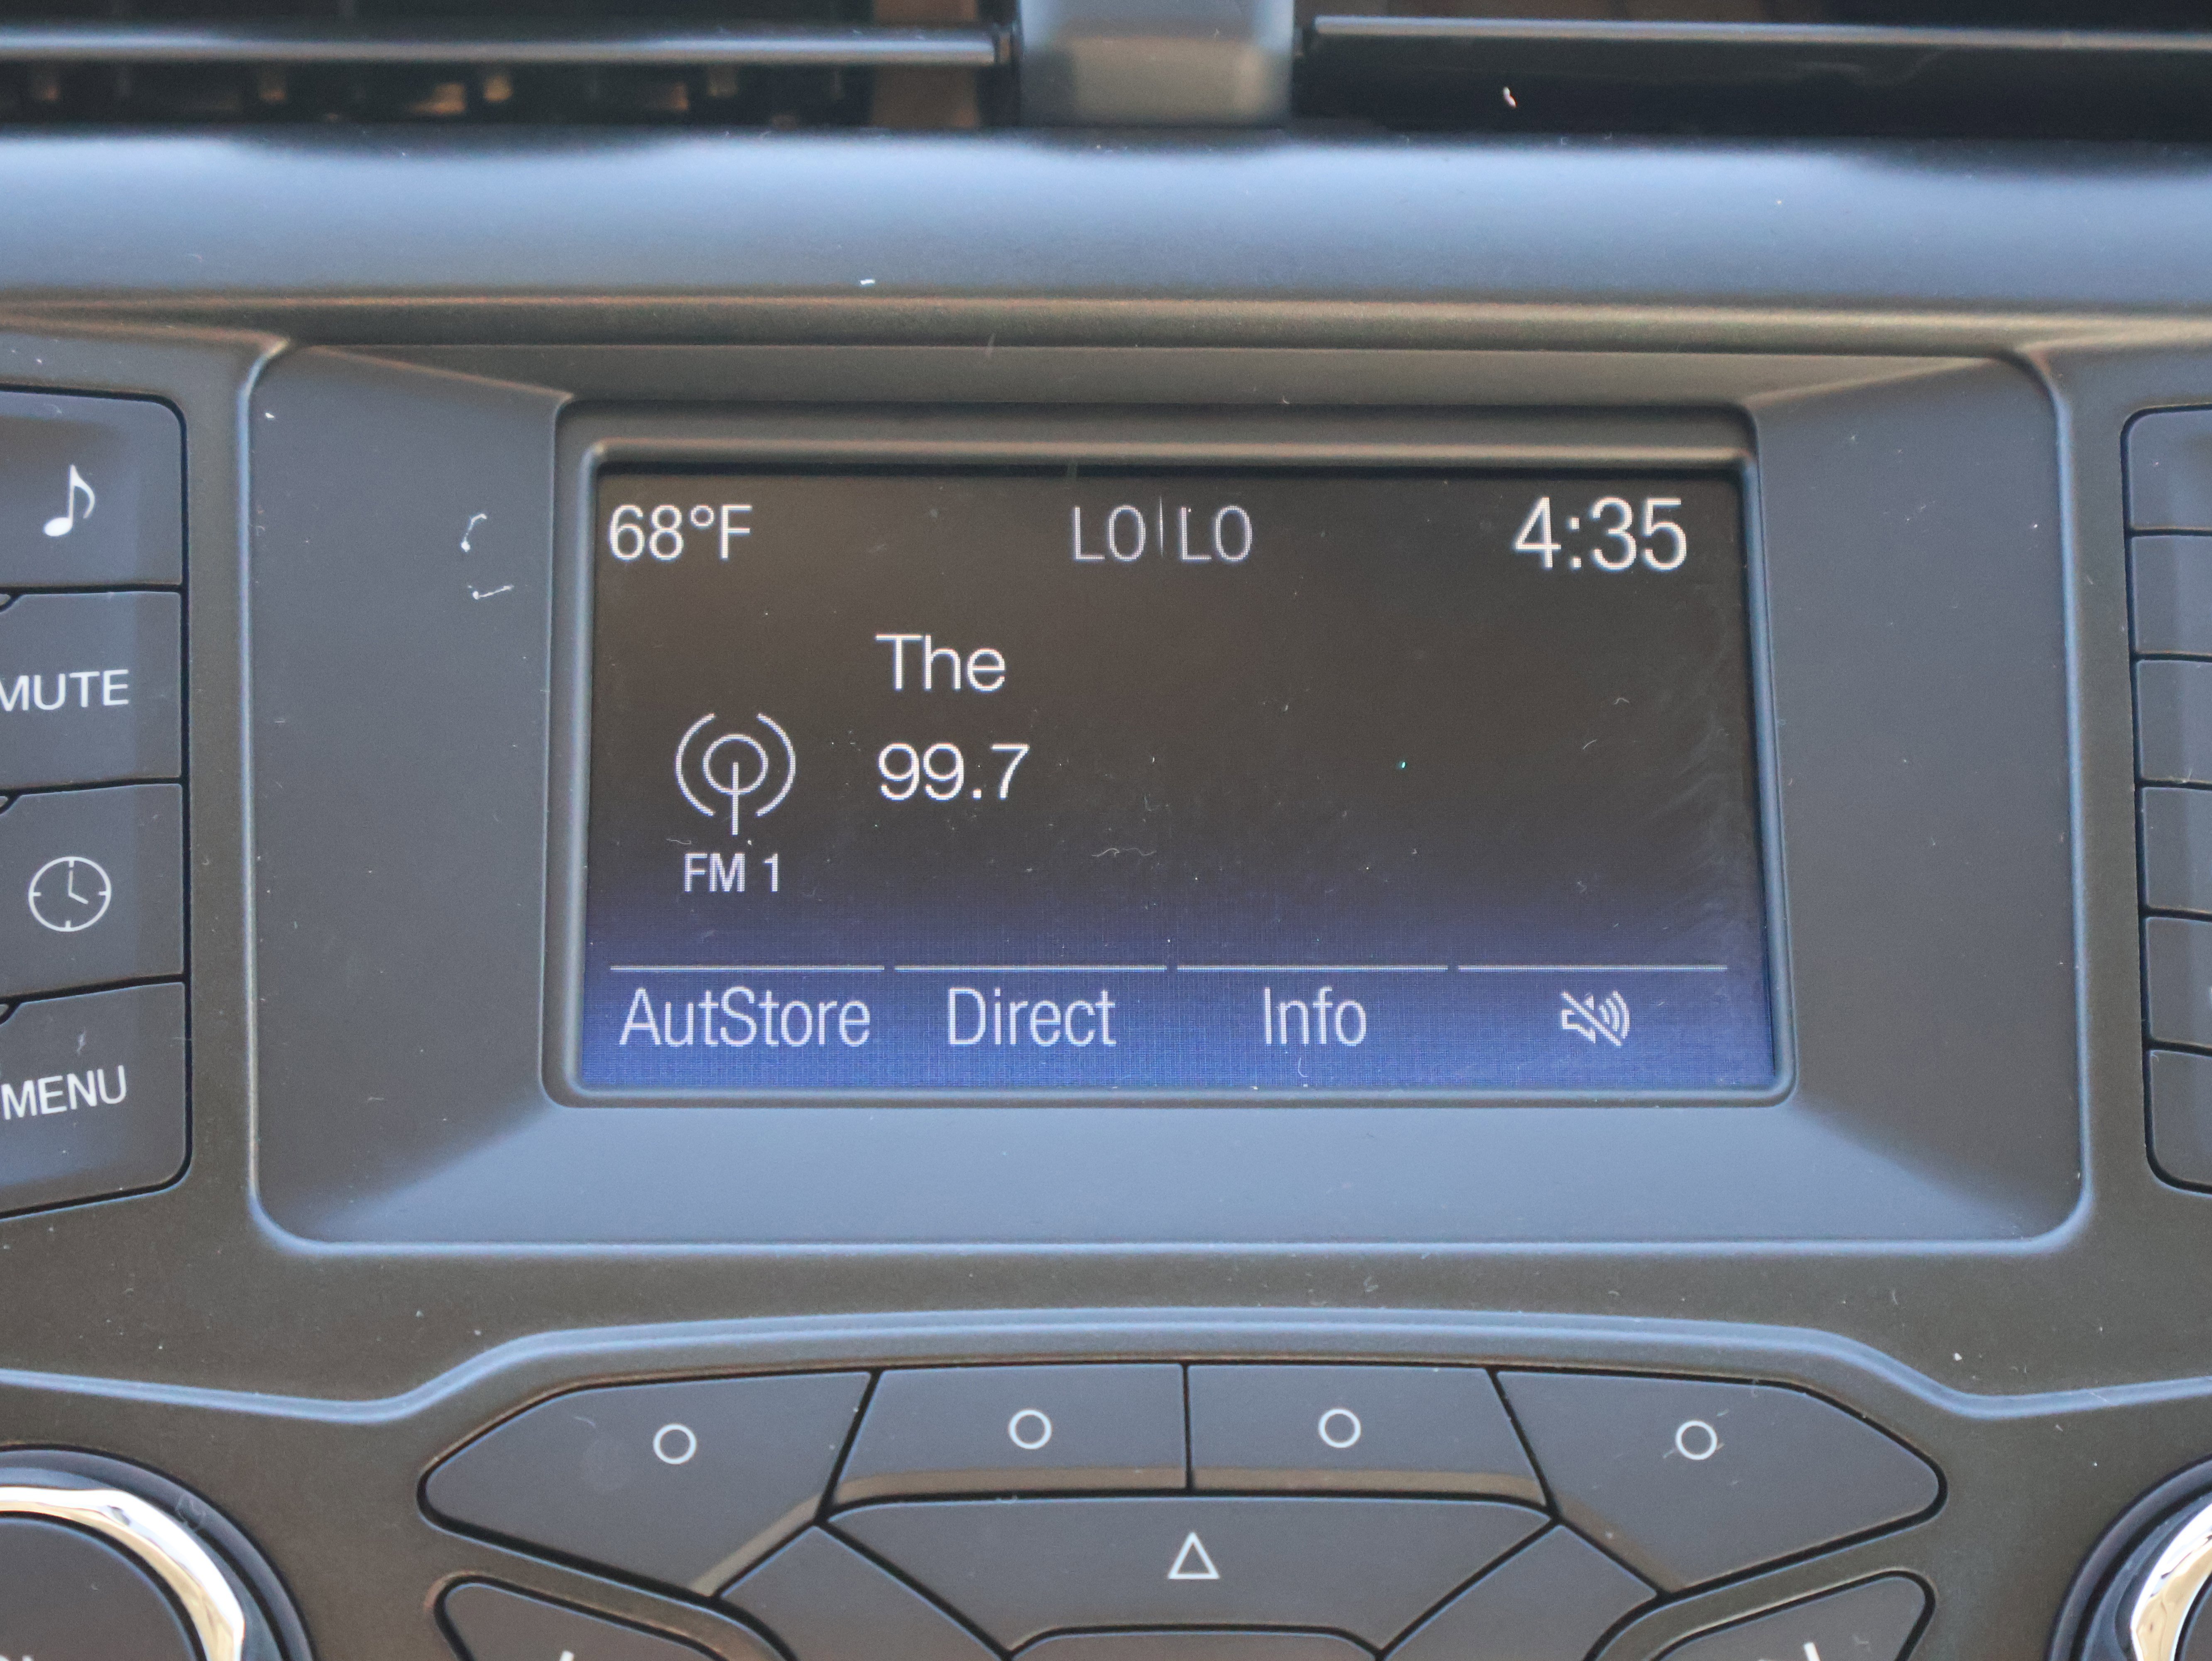 68°F LO|LO 4:35
The
99.7
FM 1
AutStore Direct Info
MUTE
MENU